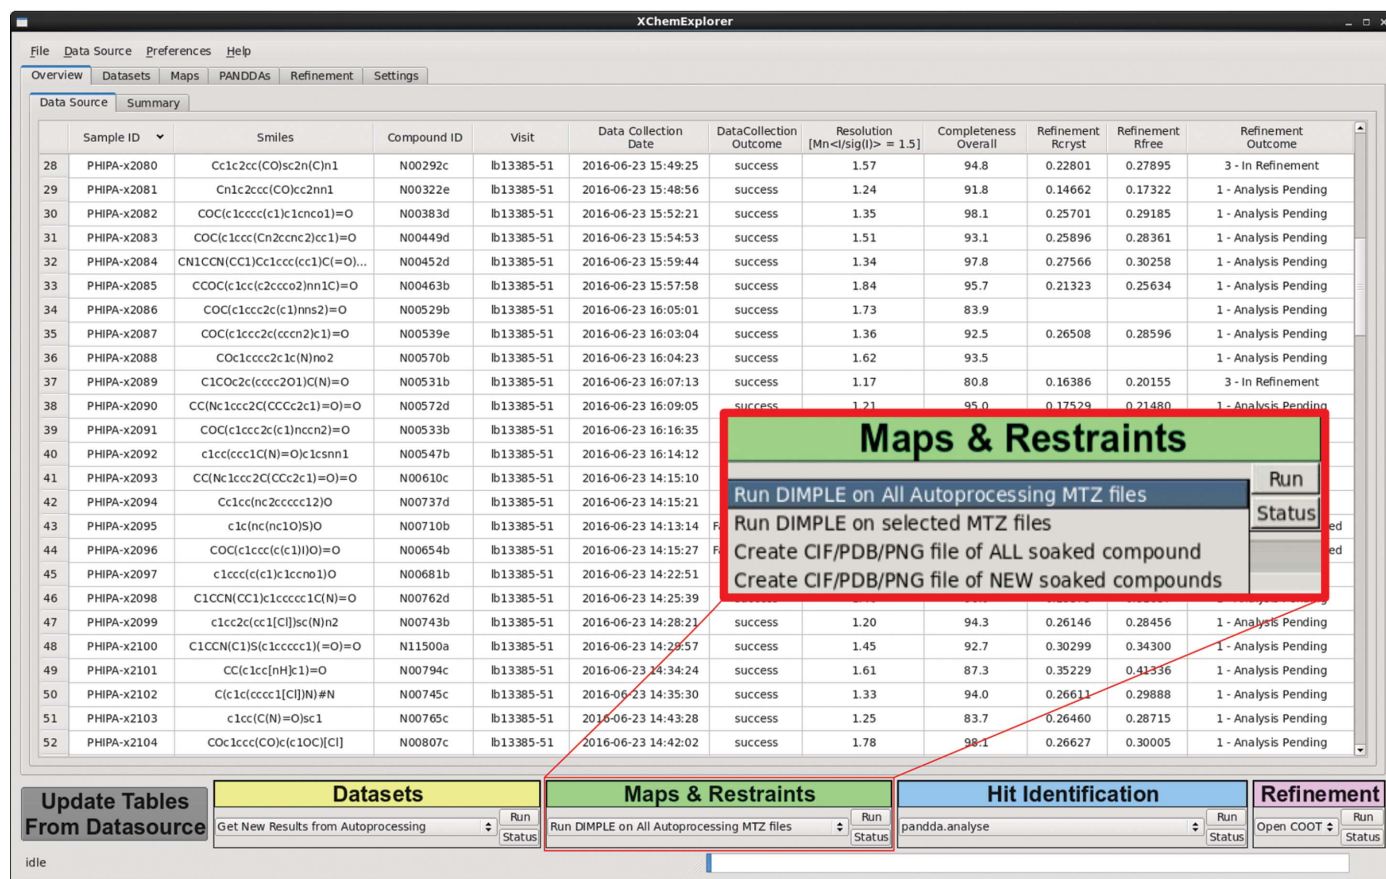 XChemExplorer
File Data Source Preferences Help
Overview Datasets Maps PANDDAs Refinement Settings
Data Source Summary
Sample ID Smiles Compound ID Visit Data Collection Date DataCollection Outcome Resolution [Mn<I/sig(I)> = 1.5] Completeness Overall Refinement Rcryst Refinement Rfree Refinement Outcome
28 PHIPA-x2080 Cc1c2cc(CO)sc2n(C)n1 N00292c lb13385-51 2016-06-23 15:49:25 success 1.57 94.8 0.22801 0.27895 3 - In Refinement
29 PHIPA-x2081 Cn1c2ccc(CO)cc2nn1 N00322e lb13385-51 2016-06-23 15:48:56 success 1.24 91.8 0.14662 0.17322 1 - Analysis Pending
30 PHIPA-x2082 COC(c1cccc(c1)c1cnco1)=O N00383d lb13385-51 2016-06-23 15:52:21 success 1.35 98.1 0.25701 0.29185 1 - Analysis Pending
31 PHIPA-x2083 COC(c1ccc(Cn2ccnc2)cc1)=O N00449d lb13385-51 2016-06-23 15:54:53 success 1.51 93.1 0.25896 0.28361 1 - Analysis Pending
32 PHIPA-x2084 CN1CCN(CC1)Cc1ccc(cc1)C(=O)... N00452d lb13385-51 2016-06-23 15:59:44 success 1.34 97.8 0.27566 0.30258 1 - Analysis Pending
33 PHIPA-x2085 CCOC(c1cc(c2ccco2)nn1C)=O N00463b lb13385-51 2016-06-23 15:57:58 success 1.84 95.7 0.21323 0.25634 1 - Analysis Pending
34 PHIPA-x2086 COC(c1ccc2c(c1)nns2)=O N00529b lb13385-51 2016-06-23 16:05:01 success 1.73 83.9 1 - Analysis Pending
35 PHIPA-x2087 COC(c1ccc2c(cccn2)c1)=O N00539e lb13385-51 2016-06-23 16:03:04 success 1.36 92.5 0.26508 0.28596 1 - Analysis Pending
36 PHIPA-x2088 COc1cccc2c1c(N)no2 N00570b lb13385-51 2016-06-23 16:04:23 success 1.62 93.5 1 - Analysis Pending
37 PHIPA-x2089 C1COc2c(cccc2O1)C(N)=O N00531b lb13385-51 2016-06-23 16:07:13 success 1.17 80.8 0.16386 0.20155 3 - In Refinement
38 PHIPA-x2090 CC(Nc1ccc2C(CCCc2c1)=O)=O N00572d lb13385-51 2016-06-23 16:09:05 success 1.21 95.0 0.17529 0.21480 1 - Analysis Pending
39 PHIPA-x2091 COC(c1ccc2c(c1)nccn2)=O N00533b lb13385-51 2016-06-23 16:16:35
40 PHIPA-x2092 c1cc(ccc1C(N)=O)c1csnn1 N00547b lb13385-51 2016-06-23 16:14:12
41 PHIPA-x2093 CC(Nc1ccc2C(CCc2c1)=O)=O N00610c lb13385-51 2016-06-23 14:15:10
42 PHIPA-x2094 Cc1cc(nc2ccccc12)O N00737d lb13385-51 2016-06-23 14:15:21
43 PHIPA-x2095 c1c(nc(nc1O)S)O N00710b lb13385-51 2016-06-23 14:13:14
44 PHIPA-x2096 COC(c1ccc(c(c1)I)O)=O N00654b lb13385-51 2016-06-23 14:15:27
45 PHIPA-x2097 c1ccc(c(c1)c1ccno1)O N00681b lb13385-51 2016-06-23 14:22:51
46 PHIPA-x2098 C1CCN(CC1)c1ccccc1C(N)=O N00762d lb13385-51 2016-06-23 14:25:39
47 PHIPA-x2099 c1cc2c(cc1[Cl])sc(N)n2 N00743b lb13385-51 2016-06-23 14:28:21 success 1.20 94.3 0.26146 0.28456 1 - Analysis Pending
48 PHIPA-x2100 C1CCN(C1)S(c1ccccc1)(=O)=O N11500a lb13385-51 2016-06-23 14:29:57 success 1.45 92.7 0.30299 0.34300 1 - Analysis Pending
49 PHIPA-x2101 CC(c1cc[nH]c1)=O N00794c lb13385-51 2016-06-23 14:34:24 success 1.61 87.3 0.35229 0.41336 1 - Analysis Pending
50 PHIPA-x2102 C(c1c(cccc1[Cl])N)#N N00745c lb13385-51 2016-06-23 14:35:30 success 1.33 94.0 0.26611 0.29888 1 - Analysis Pending
51 PHIPA-x2103 c1cc(C(N)=O)sc1 N00765c lb13385-51 2016-06-23 14:43:28 success 1.25 83.7 0.26460 0.28715 1 - Analysis Pending
52 PHIPA-x2104 COc1ccc(CO)c(c1OC)[Cl] N00807c lb13385-51 2016-06-23 14:42:02 success 1.78 98.1 0.26627 0.30005 1 - Analysis Pending
Maps & Restraints
Run
Run DIMPLE on All Autoprocessing MTZ files
Status
Run DIMPLE on selected MTZ files
Create CIF/PDB/PNG file of ALL soaked compound
Create CIF/PDB/PNG file of NEW soaked compounds
Update Tables
From Datasource
Datasets
Get New Results from Autoprocessing
Run
Status
Maps & Restraints
Run DIMPLE on All Autoprocessing MTZ files
Run
Status
Hit Identification
pandda.analyse
Run
Status
Refinement
Open COOT
Run
Status
idle